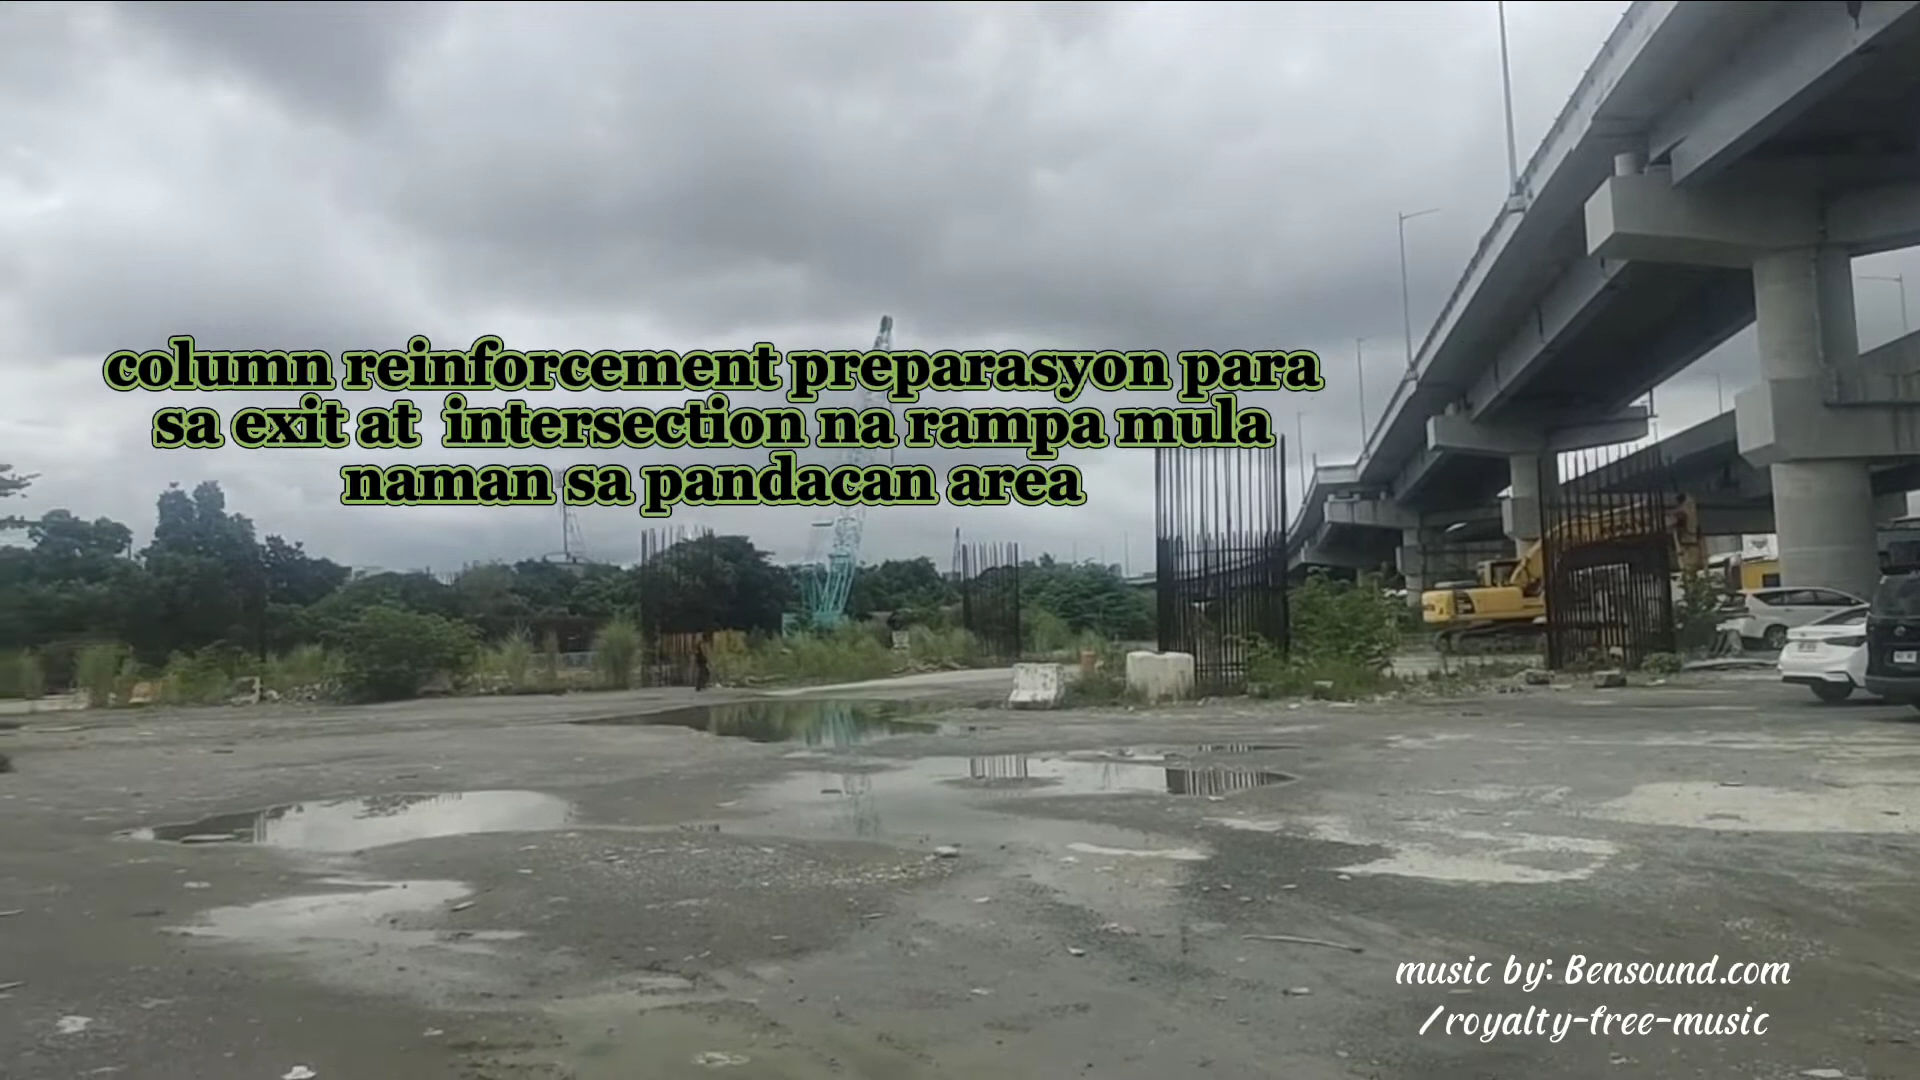 column reinforcement preparasyon para
sa exit at intersection na rampa mula
naman sa pandacan area
music by: Bensound.com
/royalty-free-music